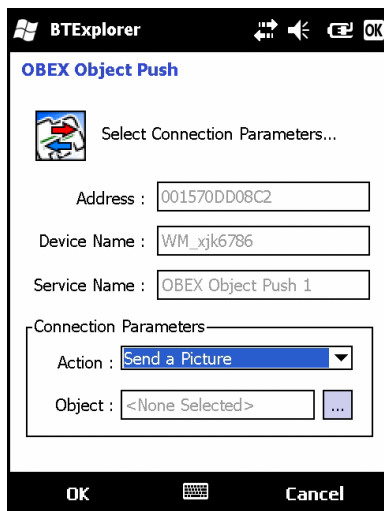 BTExplorer OK
OBEX Object Push
Select Connection Parameters...
Address : 001570DD08C2
Device Name : WM_xjk6786
Service Name : OBEX Object Push 1
Connection Parameters
Action : Send a Picture
Object : <None Selected> ...
OK Cancel